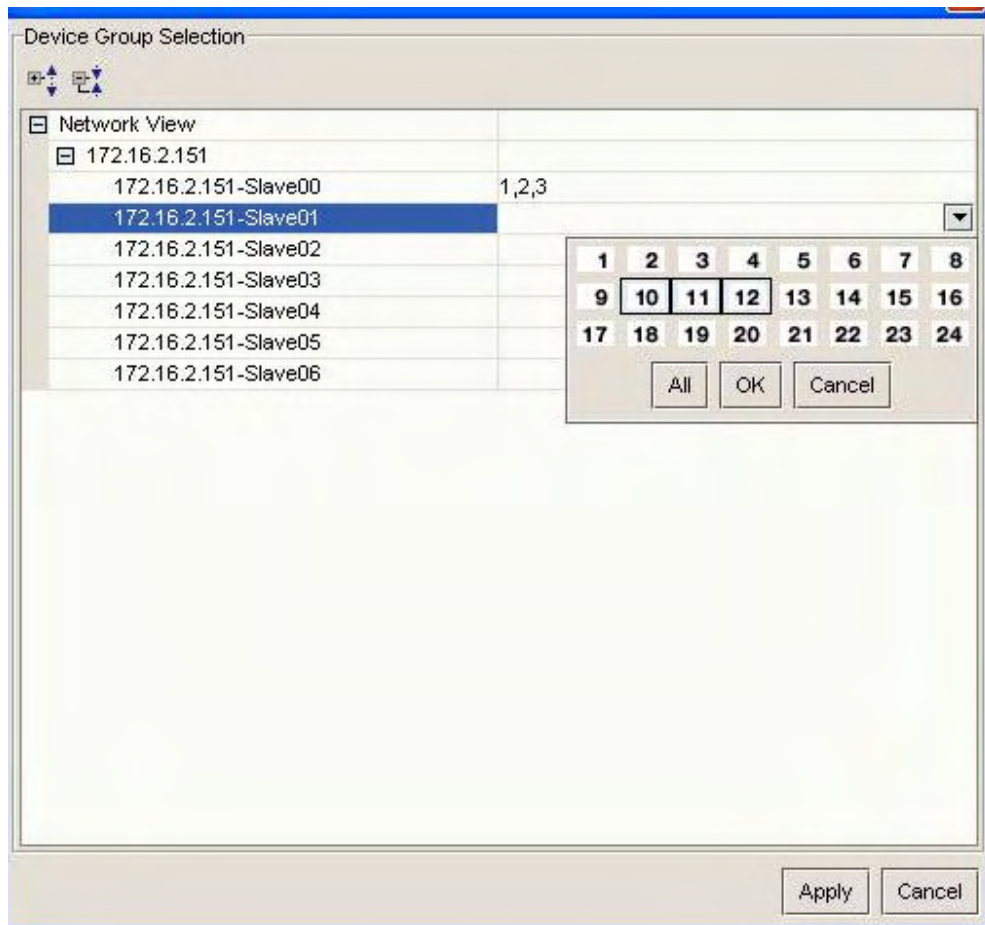 Device Group Selection
Network View
172.16.2.151
172.16.2.151-Slave00 1,2,3
172.16.2.151-Slave01
172.16.2.151-Slave02
172.16.2.151-Slave03
172.16.2.151-Slave04
172.16.2.151-Slave05
172.16.2.151-Slave06
1 2 3 4 5 6 7 8
9 10 11 12 13 14 15 16
17 18 19 20 21 22 23 24
All OK Cancel
Apply Cancel